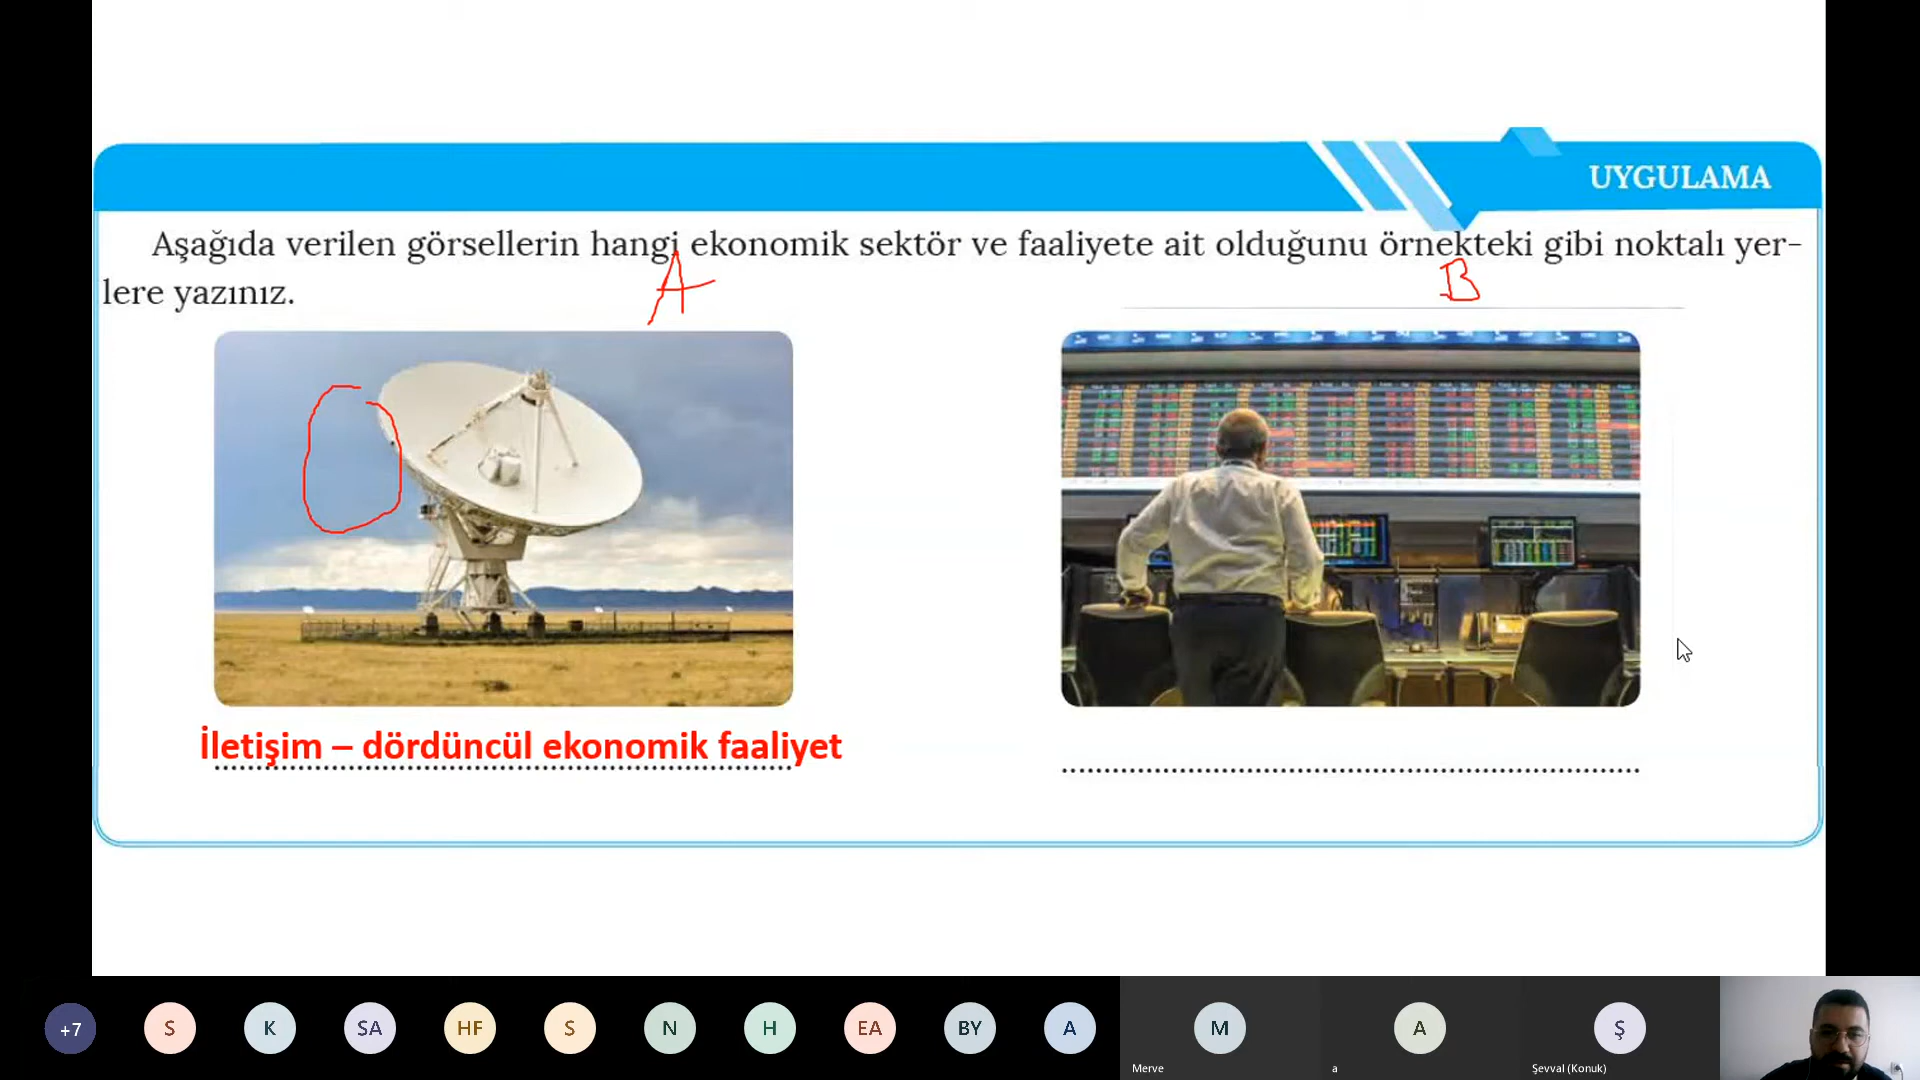 UYGULAMA
Aşağıda verilen görsellerin hangi ekonomik sektör ve faaliyete ait olduğunu örnekteki gibi noktalı yer-
lere yazınız.
A
B
İletişim – dördüncül ekonomik faaliyet
+7
S
K
SA
HF
S
N
H
EA
BY
A
M
A
Ş
Merve
a
Şevval (Konuk)